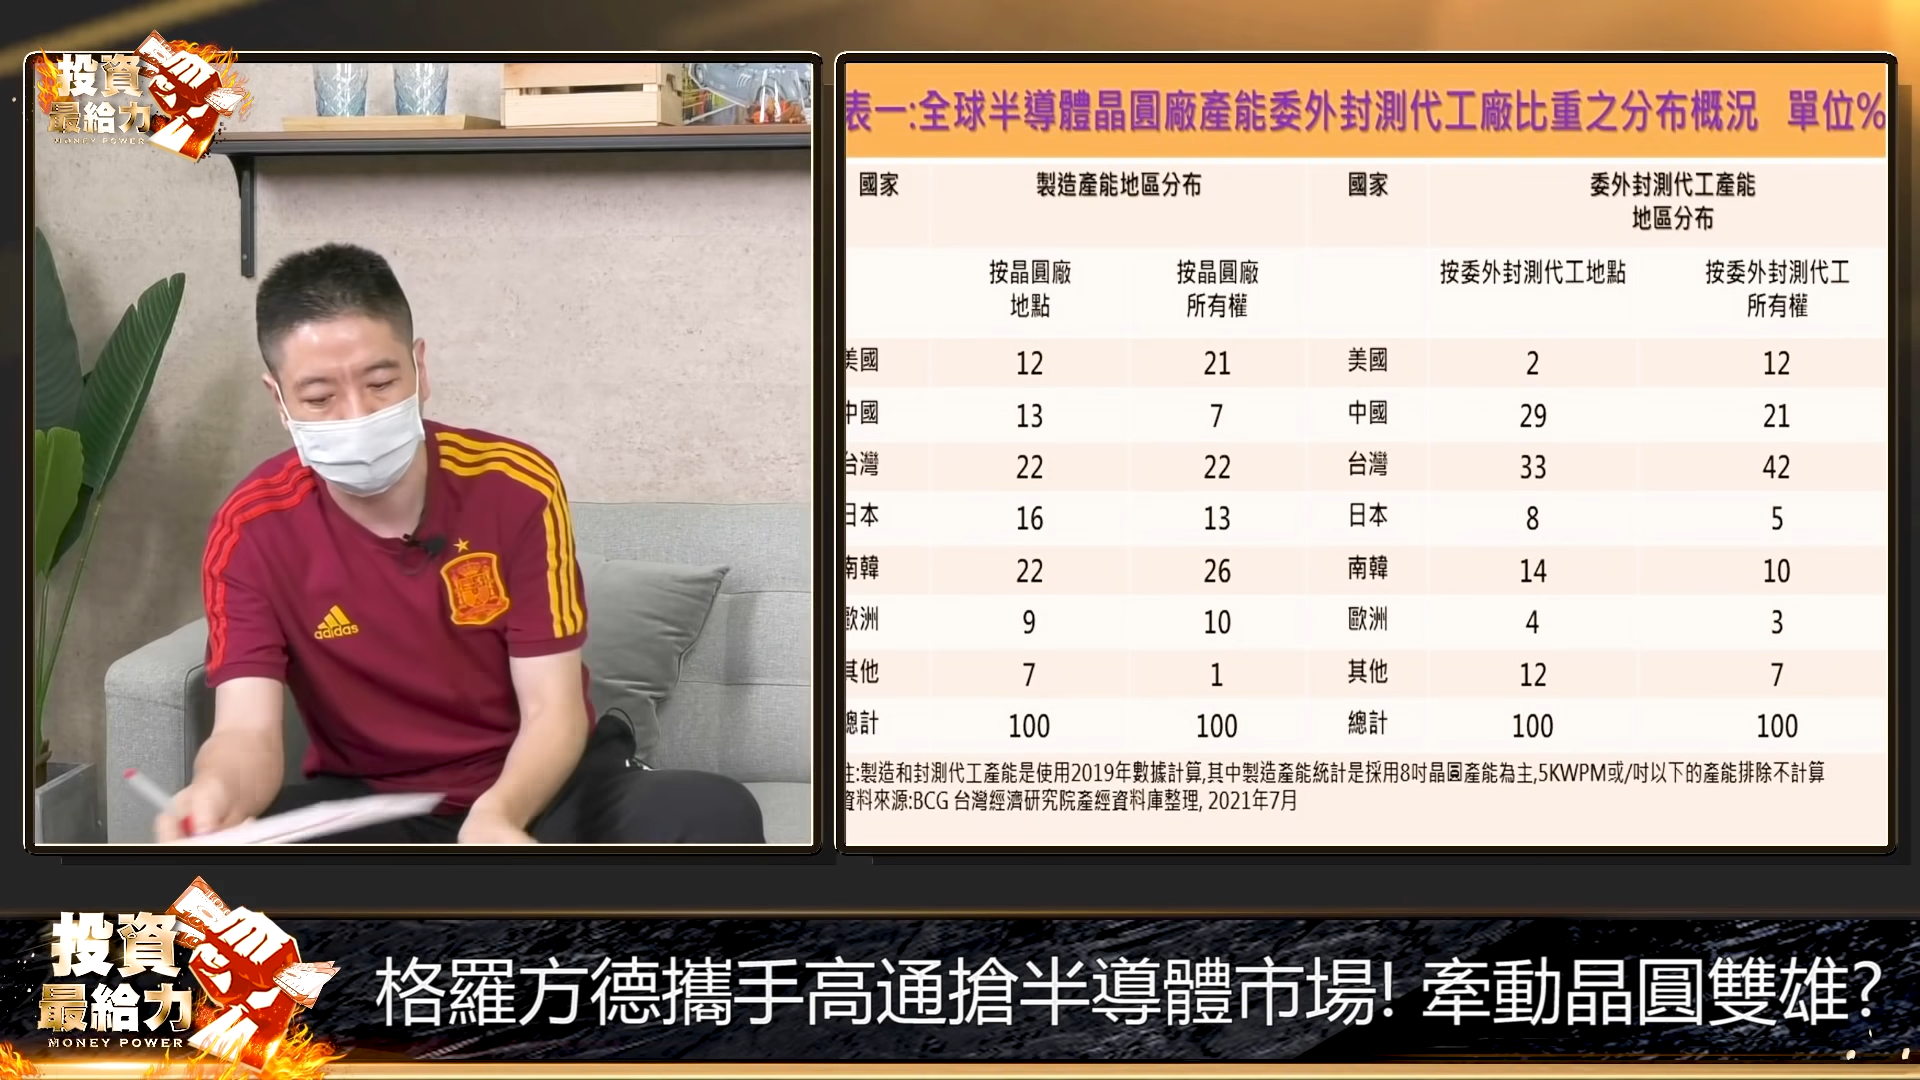 投資
最給力
MONEY POWER
adidas
表一:全球半導體晶圓廠產能委外封測代工廠比重之分布概況 單位%
國家 製造產能地區分布 國家 委外封測代工產能
地區分布
按晶圓廠 按晶圓廠 按委外封測代工地點 按委外封測代工
地點 所有權 所有權
美國 12 21 美國 2 12
中國 13 7 中國 29 21
台灣 22 22 台灣 33 42
日本 16 13 日本 8 5
南韓 22 26 南韓 14 10
歐洲 9 10 歐洲 4 3
其他 7 1 其他 12 7
總計 100 100 總計 100 100
註:製造和封測代工產能是使用2019年數據計算,其中製造產能統計是採用8吋晶圓產能為主,5KWPM或/吋以下的產能排除不計算
資料來源:BCG 台灣經濟研究院產經資料庫整理, 2021年7月
投資
最給力
MONEY POWER
格羅方德攜手高通搶半導體市場! 牽動晶圓雙雄?